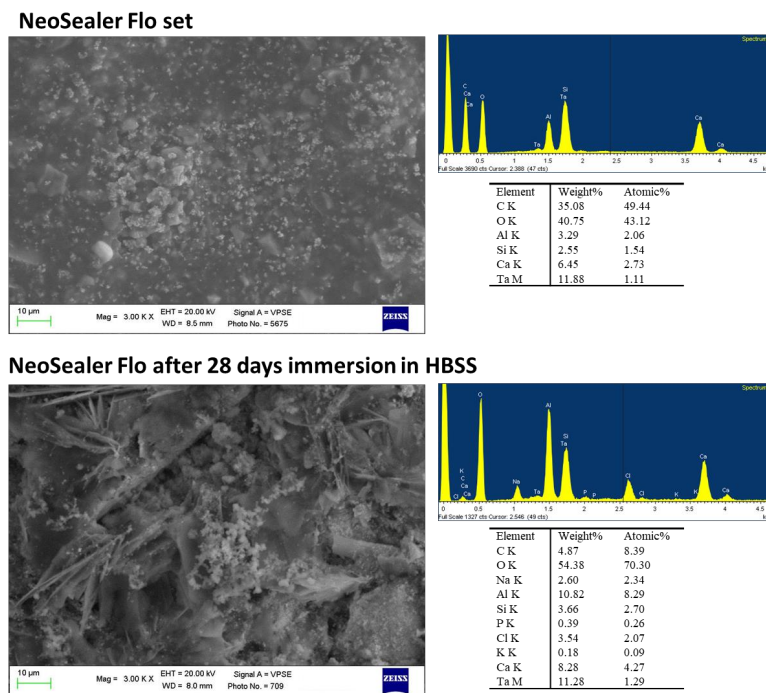 NeoSealer Flo set
10 µm
Mag = 3.00 K X
EHT = 20.00 kV
WD = 8.5 mm
Signal A = VPSE
Photo No. = 5675
ZEISS
Spectrum
C
Ca
Ca
O
Ta
Al
Si
Ta
Ca
Ca
0 0.5 1 1.5 2 2.5 3 3.5 4 4.5
Full Scale 3690 cts Cursor: 2.388 (47 cts) k
Element Weight% Atomic%
C K 35.08 49.44
O K 40.75 43.12
Al K 3.29 2.06
Si K 2.55 1.54
Ca K 6.45 2.73
Ta M 11.88 1.11
NeoSealer Flo after 28 days immersion in HBSS
10 µm
Mag = 3.00 K X
EHT = 20.00 kV
WD = 8.0 mm
Signal A = VPSE
Photo No. = 709
ZEISS
Spectrum
K
C
Ca
Cl Ca
O
Na
Ta
Al
Si
Ta
P
P
Cl
Cl
K
K
Ca
Ca
0 0.5 1 1.5 2 2.5 3 3.5 4 4.5
Full Scale 1327 cts Cursor: 2.546 (49 cts) k
Element Weight% Atomic%
C K 4.87 8.39
O K 54.38 70.30
Na K 2.60 2.34
Al K 10.82 8.29
Si K 3.66 2.70
P K 0.39 0.26
Cl K 3.54 2.07
K K 0.18 0.09
Ca K 8.28 4.27
Ta M 11.28 1.29